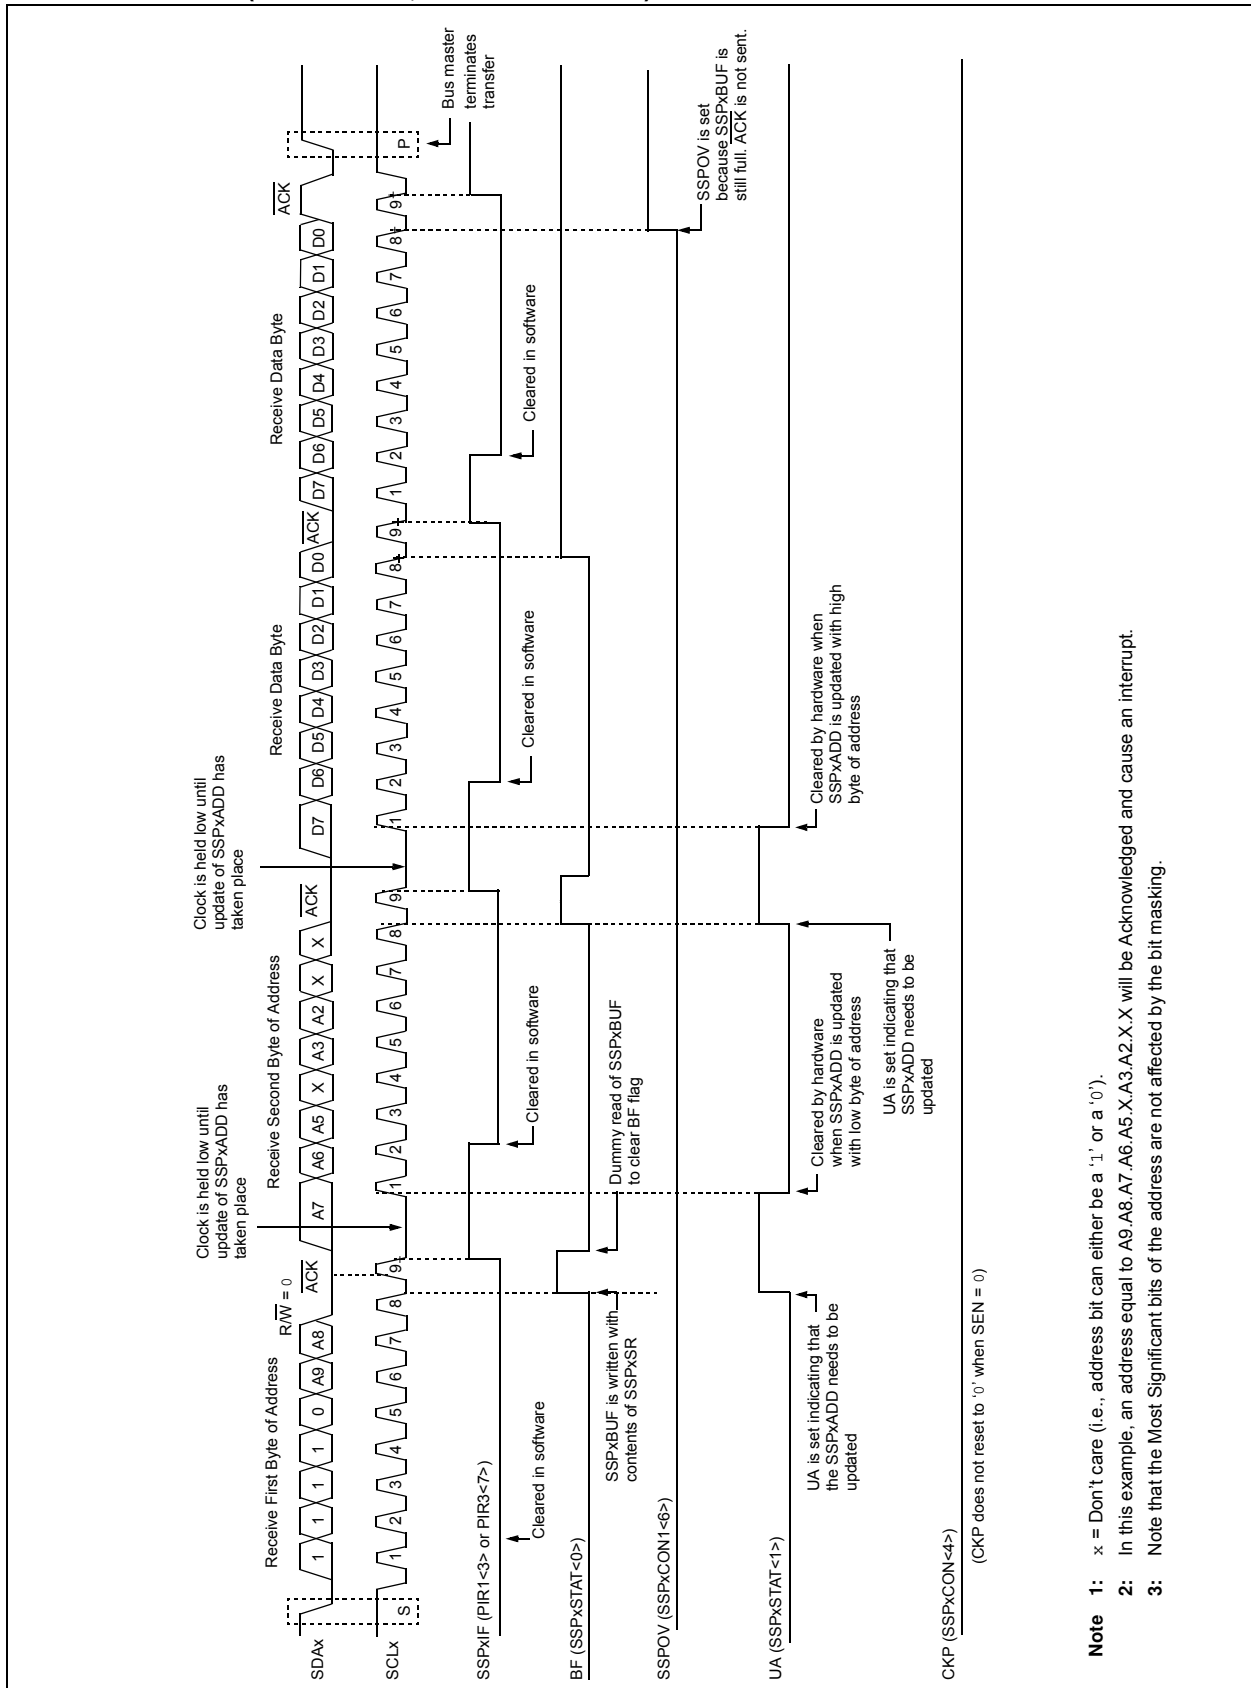 Clock is held low until
update of SSPxADD has
taken place
Clock is held low until
update of SSPxADD has
taken place
Receive First Byte of Address
R/W = 0
Receive Second Byte of Address
Receive Data Byte
Receive Data Byte
ACK
ACK
ACK
ACK
SDAx
1 1 1 1 0 A9 A8
A7 A6 A5 X A3 A2 X X
D7 D6 D5 D4 D3 D2 D1 D0
D7 D6 D5 D4 D3 D2 D1 D0
SCLx
S
1 2 3 4 5 6 7 8 9
1 2 3 4 5 6 7 8 9
1 2 3 4 5 6 7 8 9
1 2 3 4 5 6 7 8 9
P
Bus master
terminates
transfer
SSPxIF (PIR1<3> or PIR3<7>)
Cleared in software
Cleared in software
Cleared in software
Cleared in software
BF (SSPxSTAT<0>)
SSPxBUF is written with
contents of SSPxSR
Dummy read of SSPxBUF
to clear BF flag
SSPOV (SSPxCON1<6>)
SSPOV is set
because SSPxBUF is
still full. ACK is not sent.
UA (SSPxSTAT<1>)
UA is set indicating that
the SSPxADD needs to be
updated
Cleared by hardware
when SSPxADD is updated
with low byte of address
UA is set indicating that
SSPxADD needs to be
updated
Cleared by hardware when
SSPxADD is updated with high
byte of address
CKP (SSPxCON<4>)
(CKP does not reset to ‘0’ when SEN = 0)
Note 1: x = Don’t care (i.e., address bit can either be a ‘1’ or a ‘0’).
2: In this example, an address equal to A9.A8.A7.A6.A5.X.A3.A2.X.X will be Acknowledged and cause an interrupt.
3: Note that the Most Significant bits of the address are not affected by the bit masking.